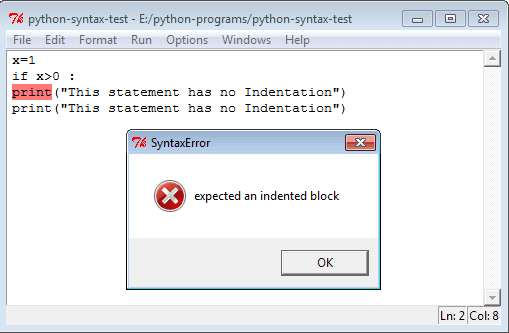 python-syntax-test - E:/python-programs/python-syntax-test
File Edit Format Run Options Windows Help
x=1
if x>0 :
print("This statement has no Indentation")
print("This statement has no Indentation")
SyntaxError
expected an indented block
OK
Ln: 2 Col: 8